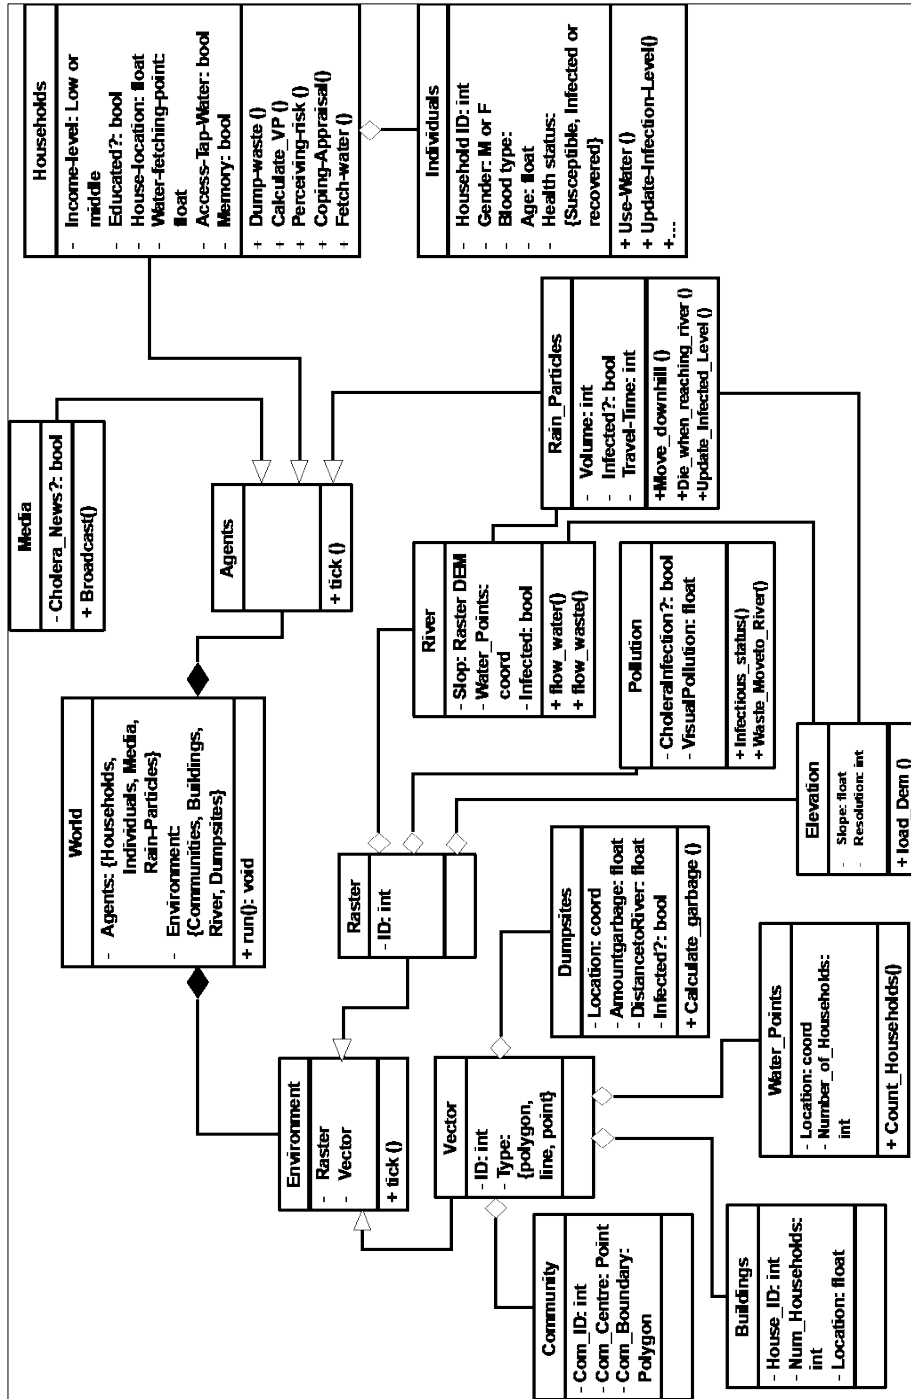 World
- Agents: {Households,
Individuals, Media,
Rain-Particles}
- Environment:
{Communities, Buildings,
River, Dumpsites}
+ run(): void
Media
- Cholera_News?: bool
+ Broadcast()
Households
- Income-level: Low or
middle
- Educated?: bool
- House-location: float
- Water-fetching-point:
float
- Access-Tap-Water: bool
- Memory: bool
+ Dump-waste ()
+ Calculate_VP ()
+ Perceiving-risk ()
+ Coping-Appraisal()
+ Fetch-water ()
Environment
- Raster
- Vector
+ tick ()
Raster
- ID: int
Agents
+ tick ()
Individuals
- Household ID: int
- Gender: M or F
- Blood type:
- Age: float
- Health status:
{Susceptible, Infected or
recovered}
+ Use-Water ()
+ Update-Infection-Level()
+...
Vector
- ID: int
- Type:
{polygon,
line, point}
River
- Slop: Raster DEM
- Water_Points:
coord
- Infected: bool
+ flow_water()
+ flow_waste()
Rain_Particles
- Volume: int
- Infected?: bool
- Travel-Time: int
+Move_downhill ()
+Die_when_reaching_river ()
+Update_Infected_Level ()
Community
- Com_ID: int
- Com_Centre: Point
- Com_Boundary:
Polygon
Dumpsites
- Location: coord
- Amountgarbage: float
- DistancetoRiver: float
- Infected?: bool
+ Calculate_garbage ()
Pollution
- CholeraInfection?: bool
- VisualPollution: float
+ Infectious_status()
+ Waste_Moveto_River()
Buildings
- House_ID: int
- Num_Households:
int
- Location: float
Water_Points
- Location: coord
- Number_of_Households:
int
+ Count_Households()
Elevation
- Slope: float
- Resolution: int
+ load_Dem ()